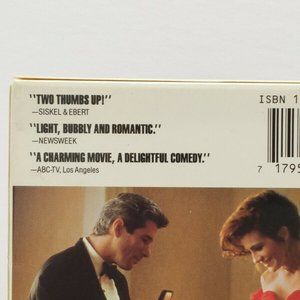 "TWO THUMBS UP!"
—SISKEL & EBERT
"LIGHT, BUBBLY AND ROMANTIC."
—NEWSWEEK
"A CHARMING MOVIE, A DELIGHTFUL COMEDY."
—ABC-TV, Los Angeles
ISBN 1
7 1795